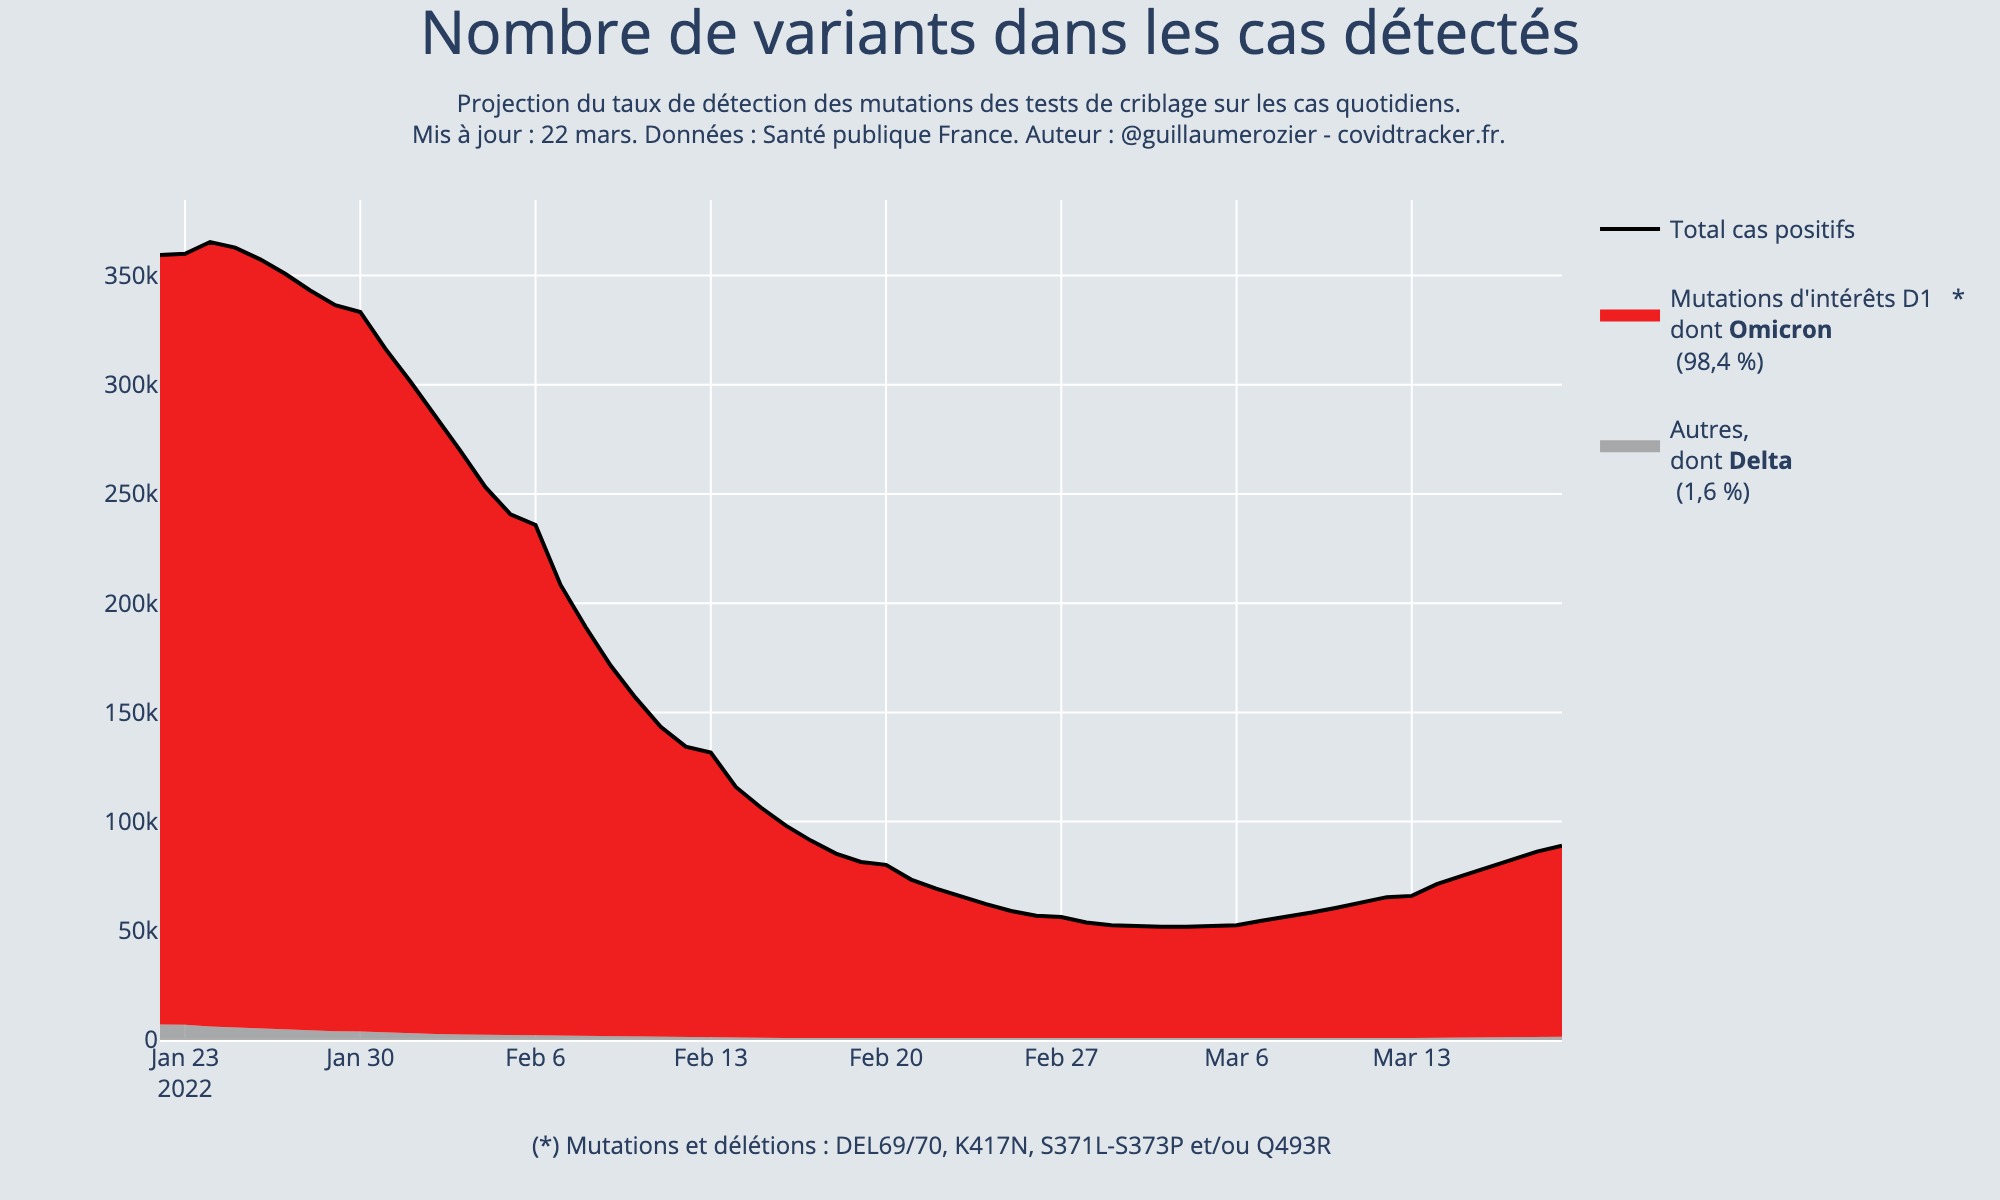 Nombre de variants dans les cas détectés
Projection du taux de détection des mutations des tests de criblage sur les cas quotidiens.
Mis à jour : 22 mars. Données : Santé publique France. Auteur : @guillaumerozier - covidtracker.fr.
350k
300k
250k
200k
150k
100k
50k
0
Jan 23
2022
Jan 30
Feb 6
Feb 13
Feb 20
Feb 27
Mar 6
Mar 13
Total cas positifs
Mutations d'intérêts D1 *
dont Omicron
(98,4 %)
Autres,
dont Delta
(1,6 %)
(*) Mutations et délétions : DEL69/70, K417N, S371L-S373P et/ou Q493R